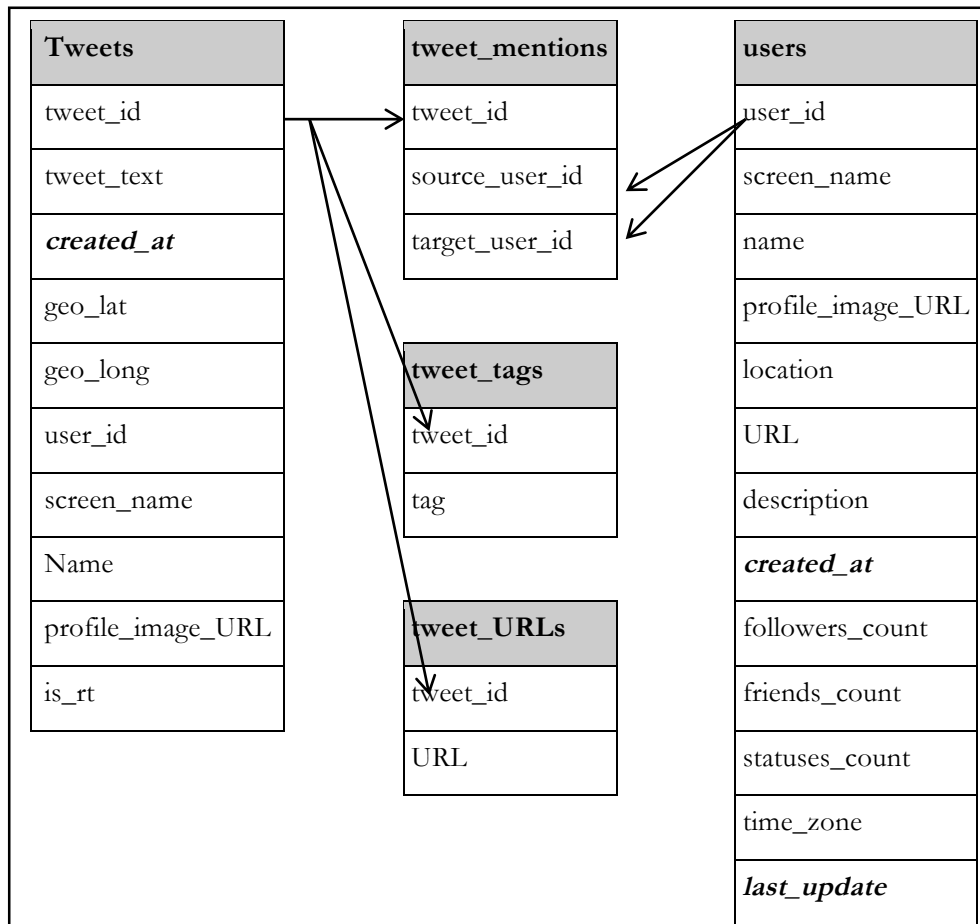 Tweets
tweet_id
tweet_text
created_at
geo_lat
geo_long
user_id
screen_name
Name
profile_image_URL
is_rt
tweet_mentions
tweet_id
source_user_id
target_user_id
tweet_tags
tweet_id
tag
tweet_URLs
tweet_id
URL
users
user_id
screen_name
name
profile_image_URL
location
URL
description
created_at
followers_count
friends_count
statuses_count
time_zone
last_update